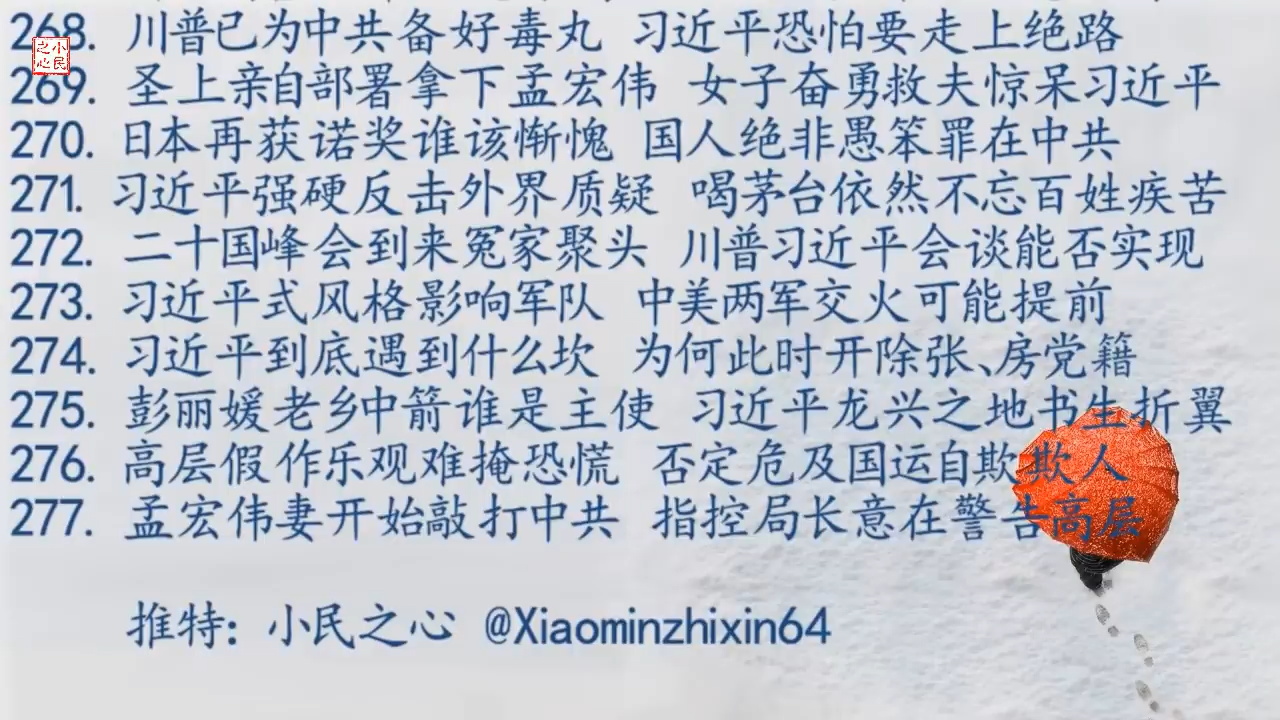 小民之心
268. 川普已为中共备好毒丸 习近平恐怕要走上绝路
269. 圣上亲自部署拿下孟宏伟 女子奋勇救夫惊呆习近平
270. 日本再获诺奖谁该惭愧 国人绝非愚笨罪在中共
271. 习近平强硬反击外界质疑 喝茅台依然不忘百姓疾苦
272. 二十国峰会到来冤家聚头 川普习近平会谈能否实现
273. 习近平式风格影响军队 中美两军交火可能提前
274. 习近平到底遇到什么坎 为何此时开除张、房党籍
275. 彭丽媛老乡中箭谁是主使 习近平龙兴之地书生折翼
276. 高层假作乐观难掩恐慌 否定危及国运自欺欺人
277. 孟宏伟妻开始敲打中共 指控局长意在警告高层
推特: 小民之心 @Xiaominzhixin64